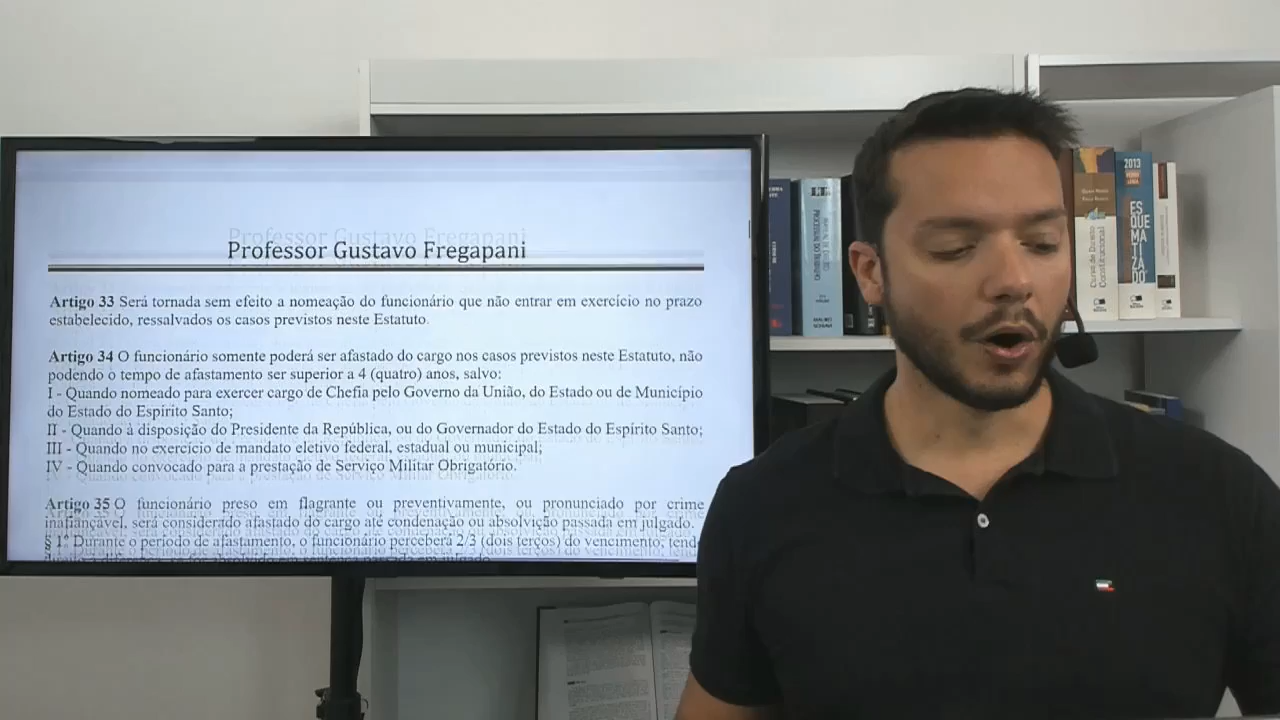 Professor Gustavo Fregapani
Artigo 33 Será tornada sem efeito a nomeação do funcionário que não entrar em exercício no prazo
estabelecido, ressalvados os casos previstos neste Estatuto.
Artigo 34 O funcionário somente poderá ser afastado do cargo nos casos previstos neste Estatuto, não
podendo o tempo de afastamento ser superior a 4 (quatro) anos, salvo:
I - Quando nomeado para exercer cargo de Chefia pelo Governo da União, do Estado ou de Município
do Estado do Espírito Santo;
II - Quando à disposição do Presidente da República, ou do Governador do Estado do Espírito Santo;
III - Quando no exercício de mandato eletivo federal, estadual ou municipal;
IV - Quando convocado para a prestação de Serviço Militar Obrigatório.
Artigo 35 O funcionário preso em flagrante ou preventivamente, ou pronunciado por crime
inafiançável, será considerado afastado do cargo até condenação ou absolvição passada em julgado.
§ 1º Durante o período de afastamento, o funcionário perceberá 2/3 (dois terços) do vencimento, tendo
LTr
Curso de Direito
Constitucional
2013
ESQUEMATIZADO